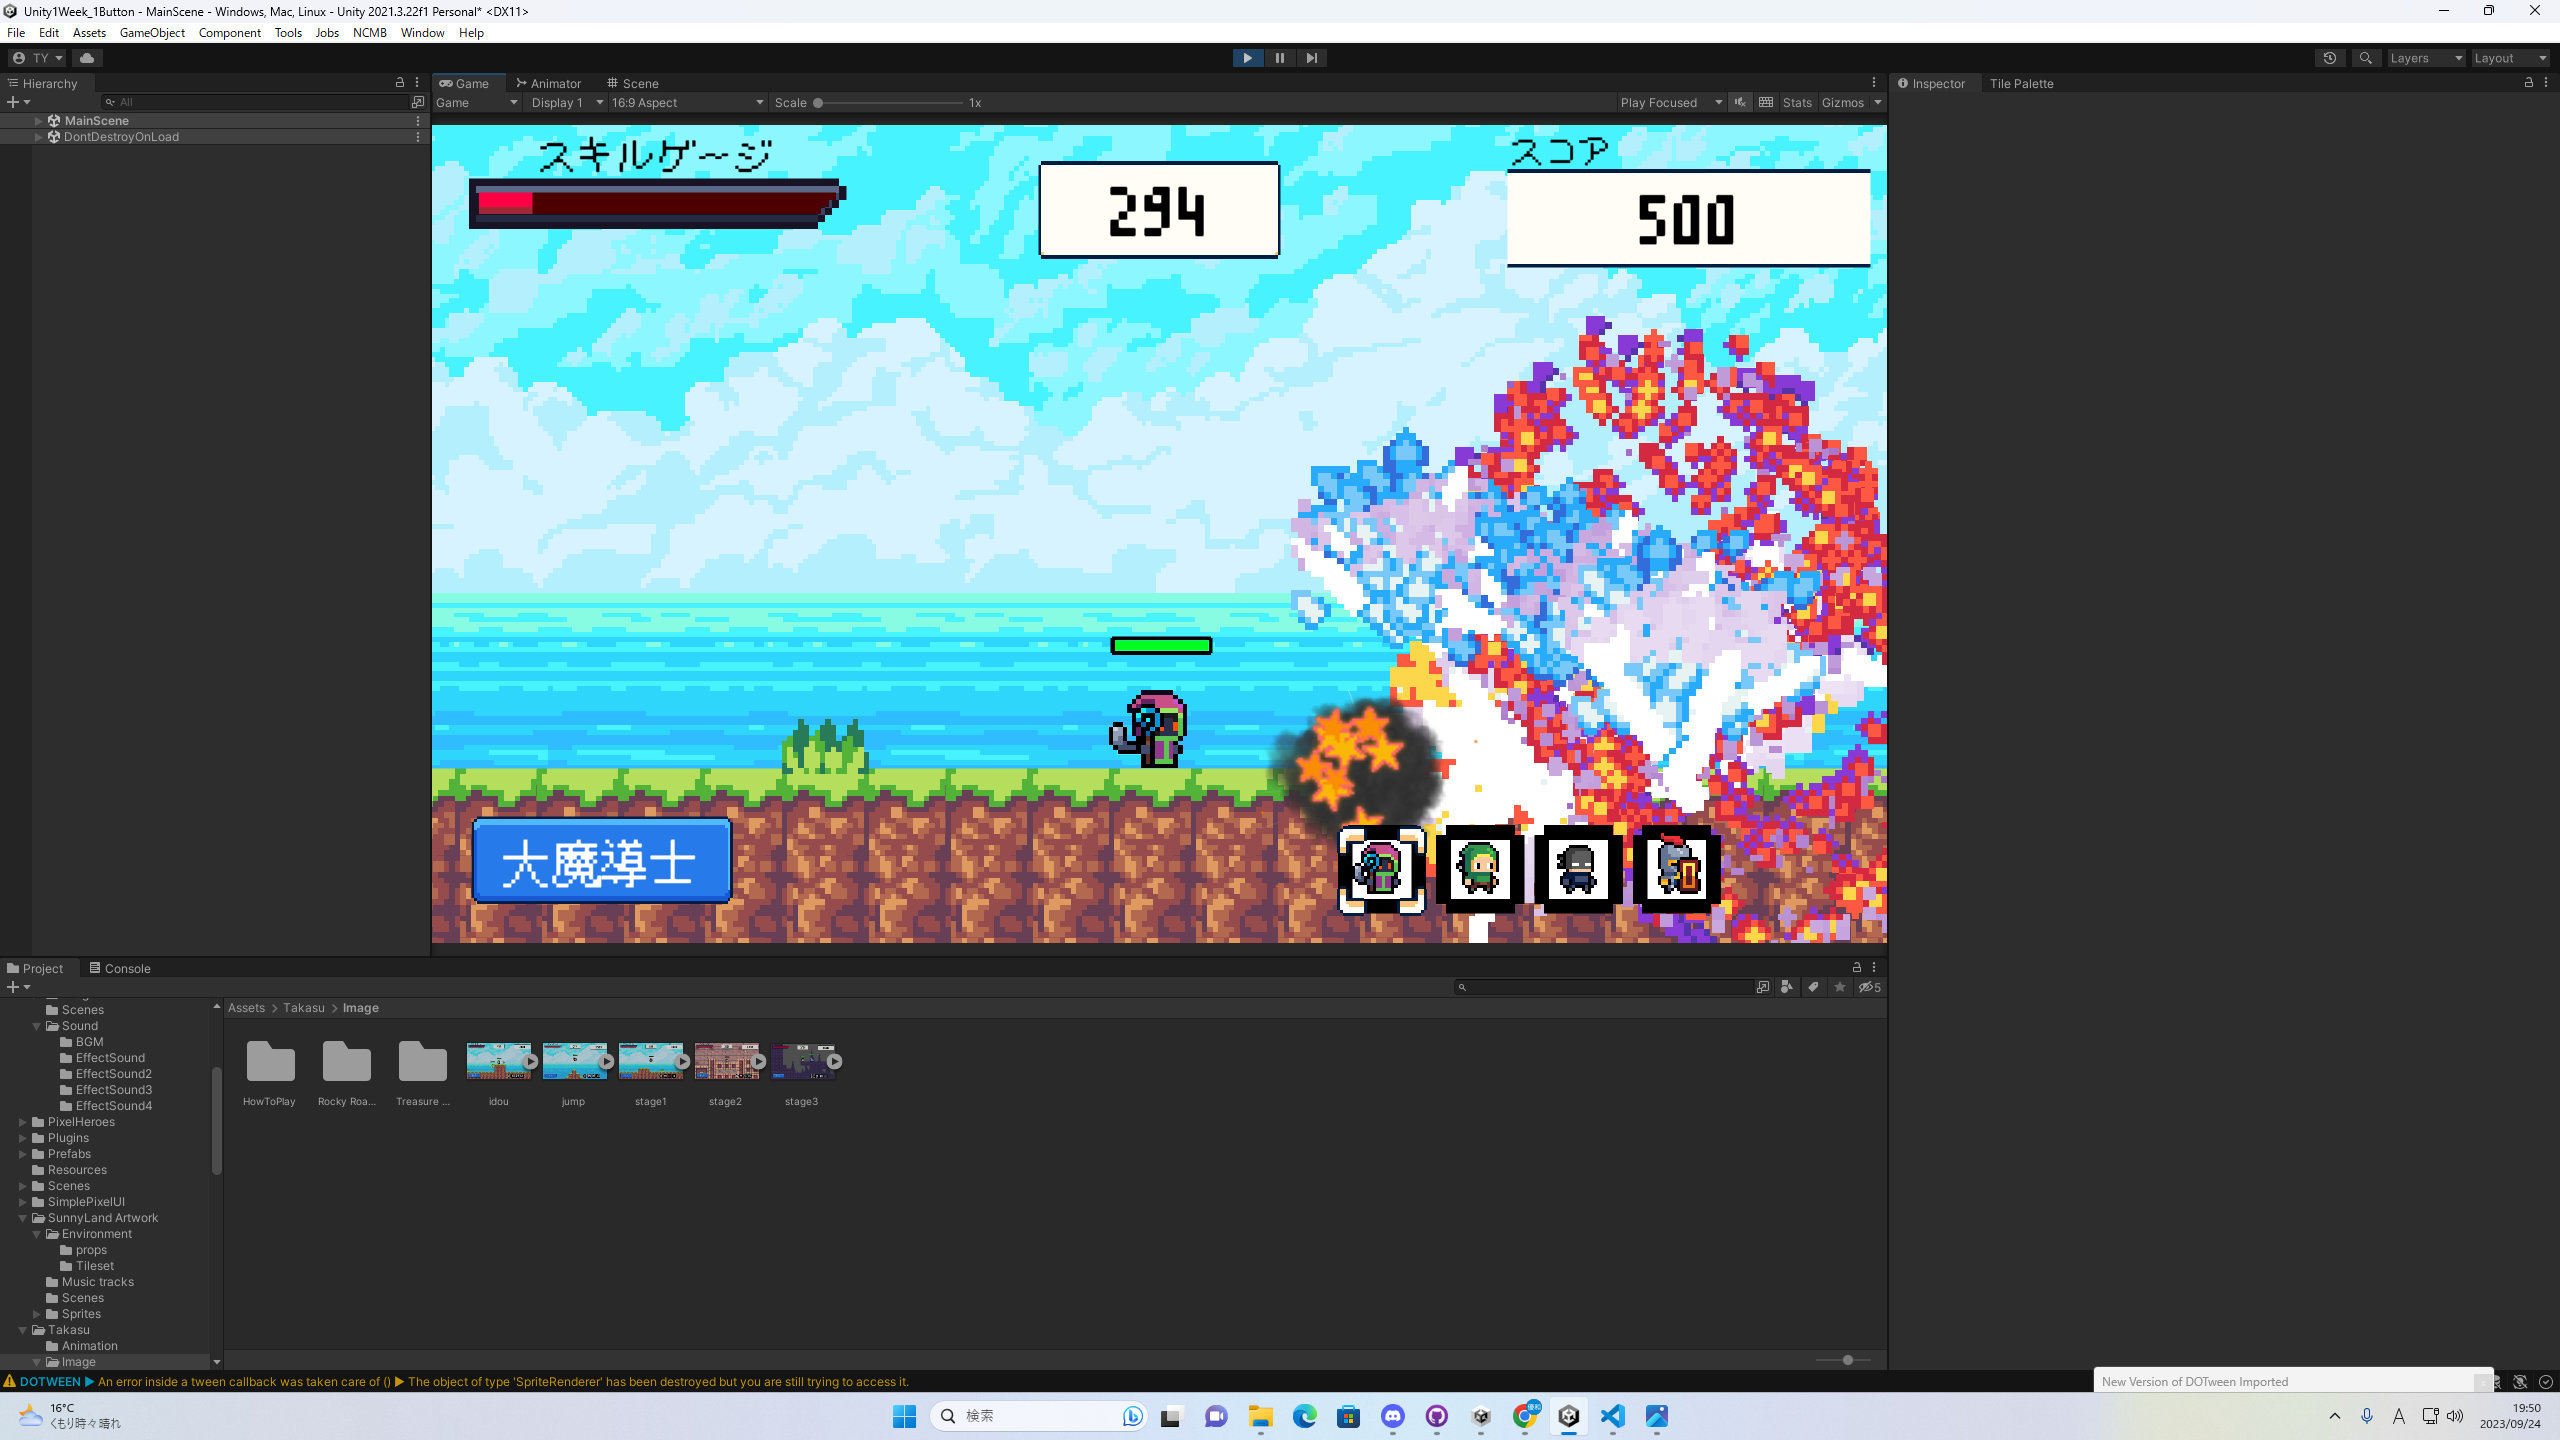 Unity1Week_1Button - MainScene - Windows, Mac, Linux - Unity 2021.3.22f1 Personal* <DX11>
File Edit Assets GameObject Component Tools Jobs NCMB Window Help
TY
Layers
Layout
Hierarchy
Game
Animator
Scene
Inspector
Tile Palette
All
Game
Display 1
16:9 Aspect
Scale
1x
Play Focused
Stats
Gizmos
MainScene
DontDestroyOnLoad
スキルゲージ
294
スコア
500
大魔導士
Project
Console
5
Scenes
Sound
BGM
EffectSound
EffectSound2
EffectSound3
EffectSound4
PixelHeroes
Plugins
Prefabs
Resources
Scenes
SimplePixelUI
SunnyLand Artwork
Environment
props
Tileset
Music tracks
Scenes
Sprites
Takasu
Animation
Image
Assets > Takasu > Image
HowToPlay
Rocky Roa...
Treasure ...
idou
jump
stage1
stage2
stage3
DOTWEEN ► An error inside a tween callback was taken care of () ► The object of type 'SpriteRenderer' has been destroyed but you are still trying to access it.
New Version of DOTween Imported
16°C
くもり時々晴れ
検索
優和
A
19:50
2023/09/24